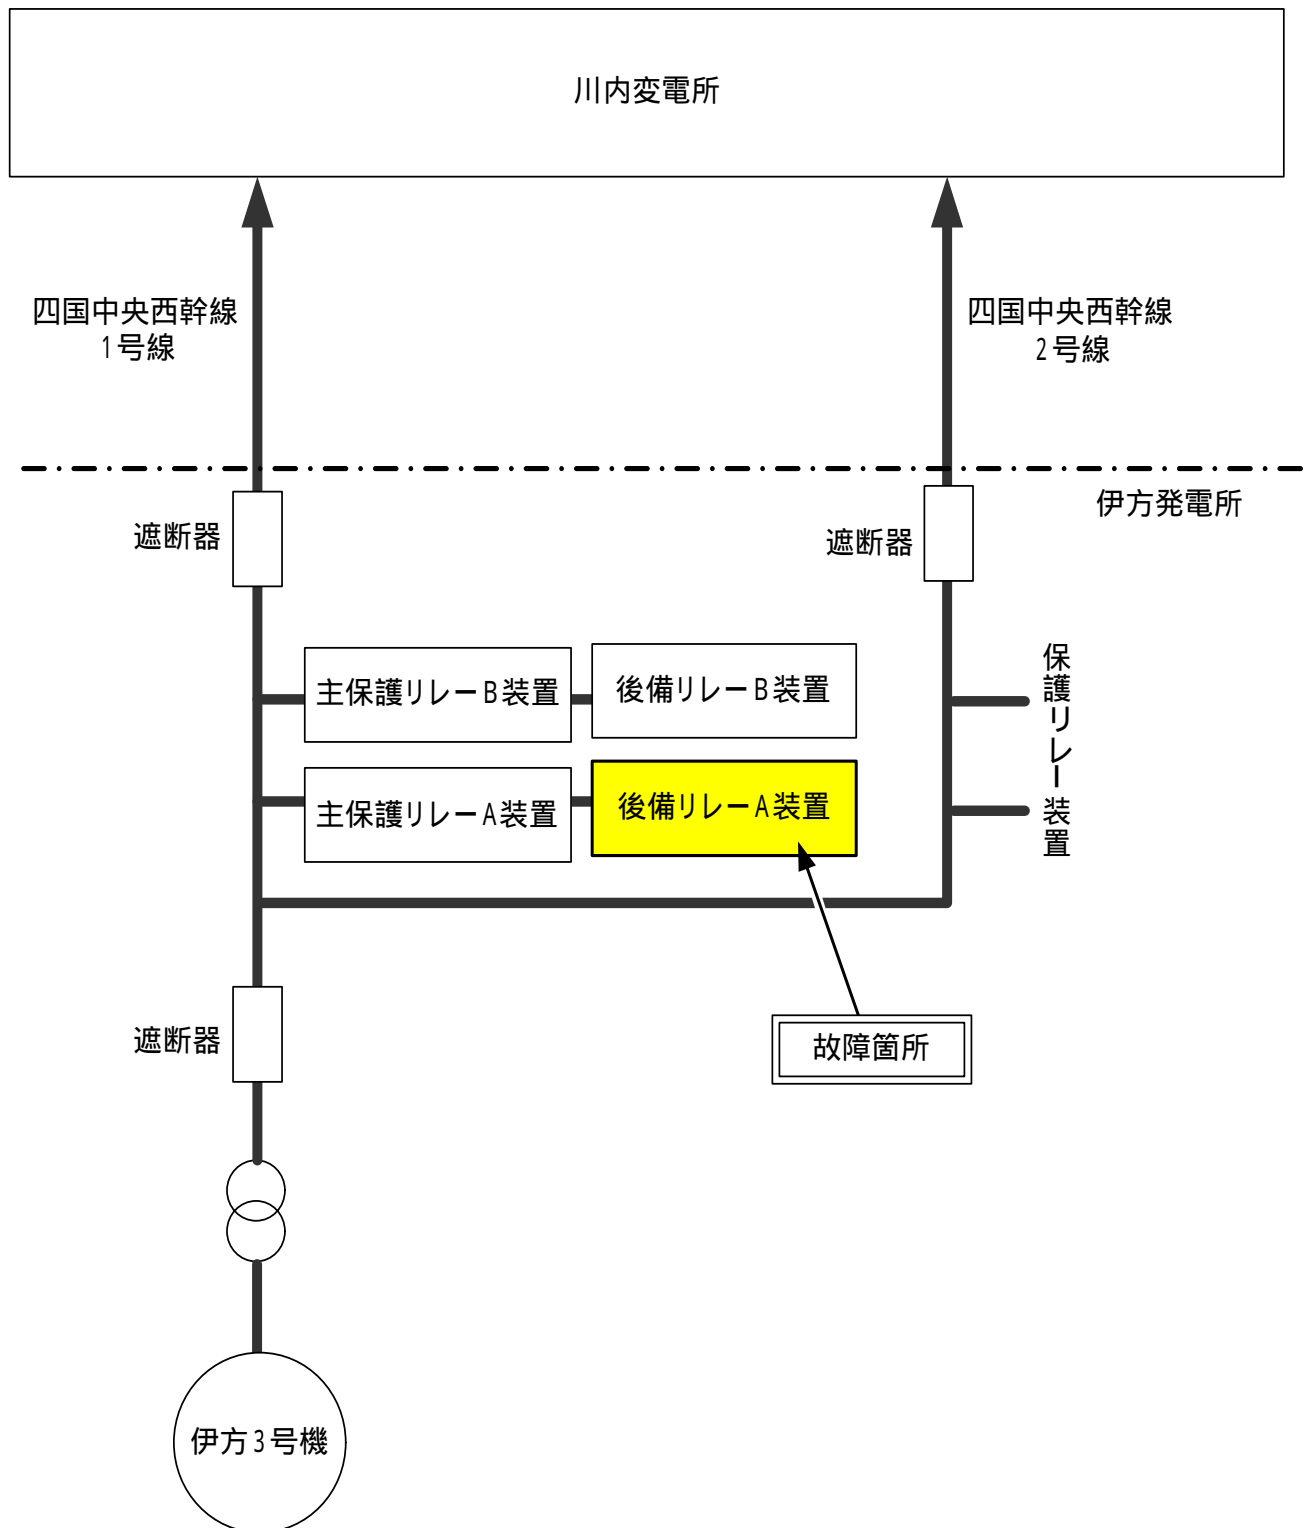 川内変電所
四国中央西幹線
1号線
四国中央西幹線
2号線
伊方発電所
遮断器
遮断器
主保護リレーB装置
後備リレーB装置
保護リレー装置
主保護リレーA装置
後備リレーA装置
遮断器
故障箇所
伊方3号機